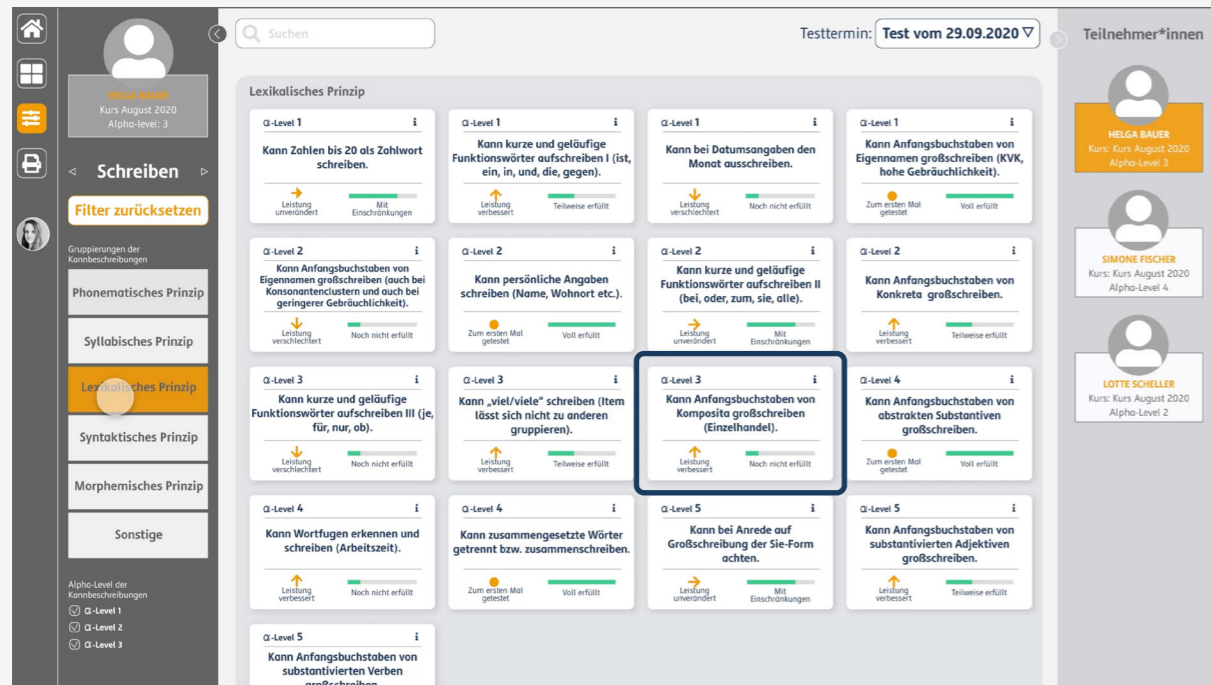 Suchen
Testtermin: Test vom 29.09.2020
Teilnehmer*innen
HELGA BAUER
Kurs August 2020
Alpha-level: 3
Schreiben
Filter zurücksetzen
Gruppierungen der
Kannbeschreibungen
Phonematisches Prinzip
Syllabisches Prinzip
Lexikalisches Prinzip
Syntaktisches Prinzip
Morphemisches Prinzip
Sonstige
Alpha-Level der
Kannbeschreibungen
α-Level 1
α-Level 2
α-Level 3
Lexikalisches Prinzip
α-Level 1 i
Kann Zahlen bis 20 als Zahlwort
schreiben.
Leistung
unverändert
Mit
Einschränkungen
α-Level 1 i
Kann kurze und geläufige
Funktionswörter aufschreiben I (ist,
ein, in, und, die, gegen).
Leistung
verbessert
Teilweise erfüllt
α-Level 1 i
Kann bei Datumsangaben den
Monat ausschreiben.
Leistung
verschlechtert
Noch nicht erfüllt
α-Level 1 i
Kann Anfangsbuchstaben von
Eigennamen großschreiben (KVK,
hohe Gebräuchlichkeit).
Zum ersten Mal
getestet
Voll erfüllt
α-Level 2 i
Kann Anfangsbuchstaben von
Eigennamen großschreiben (auch bei
Konsonantenclustern und auch bei
geringerer Gebräuchlichkeit).
Leistung
verschlechtert
Noch nicht erfüllt
α-Level 2 i
Kann persönliche Angaben
schreiben (Name, Wohnort etc.).
Zum ersten Mal
getestet
Voll erfüllt
α-Level 2 i
Kann kurze und geläufige
Funktionswörter aufschreiben II
(bei, oder, zum, sie, alle).
Leistung
unverändert
Mit
Einschränkungen
α-Level 2 i
Kann Anfangsbuchstaben von
Konkreta großschreiben.
Leistung
verbessert
Teilweise erfüllt
α-Level 3 i
Kann kurze und geläufige
Funktionswörter aufschreiben III (je,
für, nur, ob).
Leistung
verschlechtert
Noch nicht erfüllt
α-Level 3 i
Kann „viel/viele“ schreiben (Item
lässt sich nicht zu anderen
gruppieren).
Leistung
verbessert
Teilweise erfüllt
α-Level 3 i
Kann Anfangsbuchstaben von
Komposita großschreiben
(Einzelhandel).
Leistung
verbessert
Noch nicht erfüllt
α-Level 4 i
Kann Anfangsbuchstaben von
abstrakten Substantiven
großschreiben.
Zum ersten Mal
getestet
Voll erfüllt
α-Level 4 i
Kann Wortfugen erkennen und
schreiben (Arbeitszeit).
Leistung
verbessert
Noch nicht erfüllt
α-Level 4 i
Kann zusammengesetzte Wörter
getrennt bzw. zusammenschreiben.
Zum ersten Mal
getestet
Voll erfüllt
α-Level 5 i
Kann bei Anrede auf
Großschreibung der Sie-Form
achten.
Leistung
unverändert
Mit
Einschränkungen
α-Level 5 i
Kann Anfangsbuchstaben von
substantivierten Adjektiven
großschreiben.
Leistung
verbessert
Teilweise erfüllt
α-Level 5 i
Kann Anfangsbuchstaben von
substantivierten Verben
großschreiben.
HELGA BAUER
Kurs: Kurs August 2020
Alpha-Level 3
SIMONE FISCHER
Kurs: Kurs August 2020
Alpha-Level 4
LOTTE SCHELLER
Kurs: Kurs August 2020
Alpha-Level 2